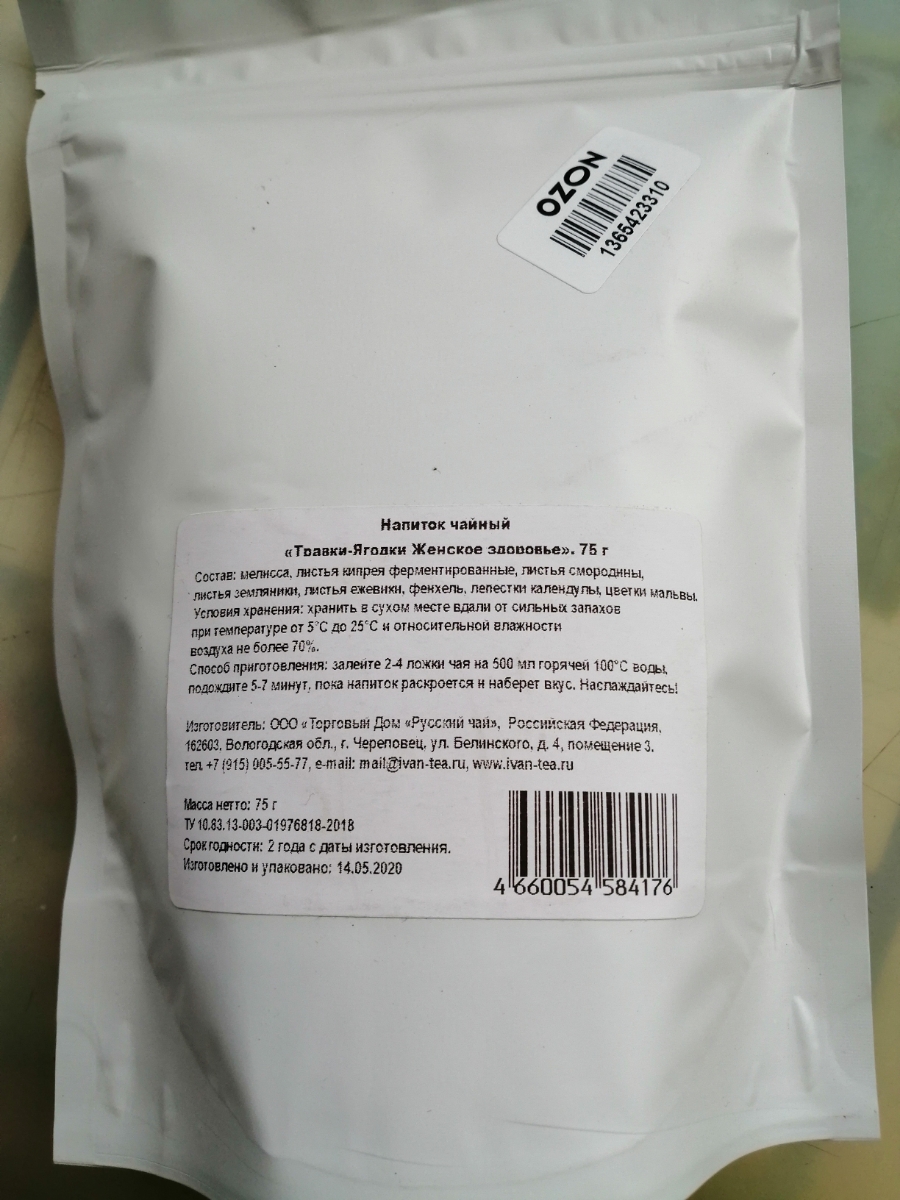 OZON
1365423310
Напиток чайный
«Травки-Ягодки Женское здоровье». 75 г
Состав: мелисса, листья кипрея ферментированные, листья смородины,
листья земляники, листья ежевики, фенхель, лепестки календулы, цветки мальвы.
Условия хранения: хранить в сухом месте вдали от сильных запахов
при температуре от 5°С до 25°С и относительной влажности
воздуха не более 70%.
Способ приготовления: залейте 2-4 ложки чая на 500 мл горячей 100°С воды,
подождите 5-7 минут, пока напиток раскроется и наберет вкус. Наслаждайтесь!
Изготовитель: ООО «Торговый Дом «Русский чай», Российская Федерация,
162603, Вологодская обл., г. Череповец, ул. Белинского, д. 4, помещение 3.
тел. +7 (915) 005-55-77, e-mail: mail@ivan-tea.ru, www.ivan-tea.ru
Масса нетто: 75 г
ТУ 10.83.13-003-01976818-2018
Срок годности: 2 года с даты изготовления.
Изготовлено и упаковано: 14.05.2020
4 660054 584176